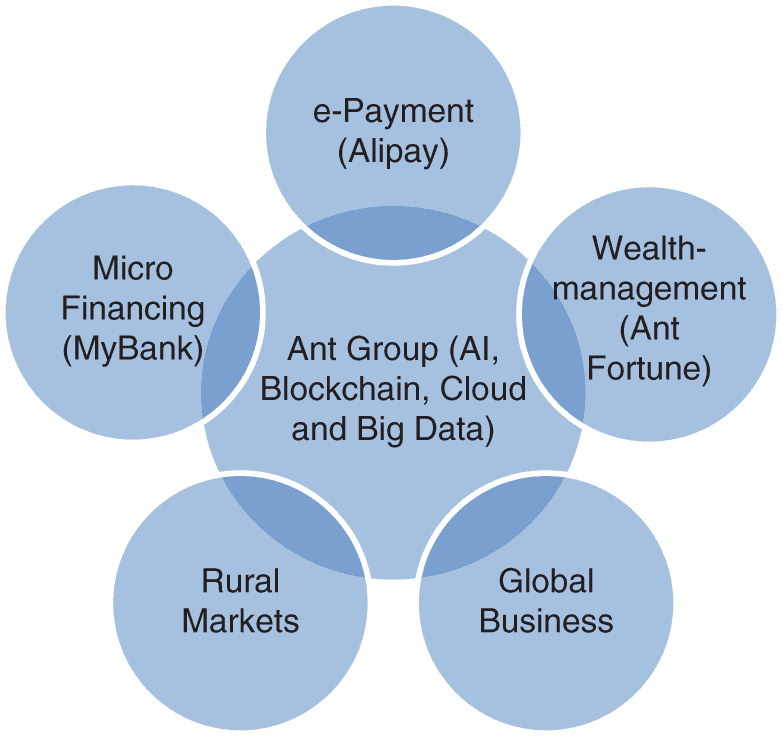 e-Payment
(Alipay)
Micro
Financing
(MyBank)
Wealth-
management
(Ant
Fortune)
Ant Group (AI,
Blockchain, Cloud
and Big Data)
Rural
Markets
Global
Business